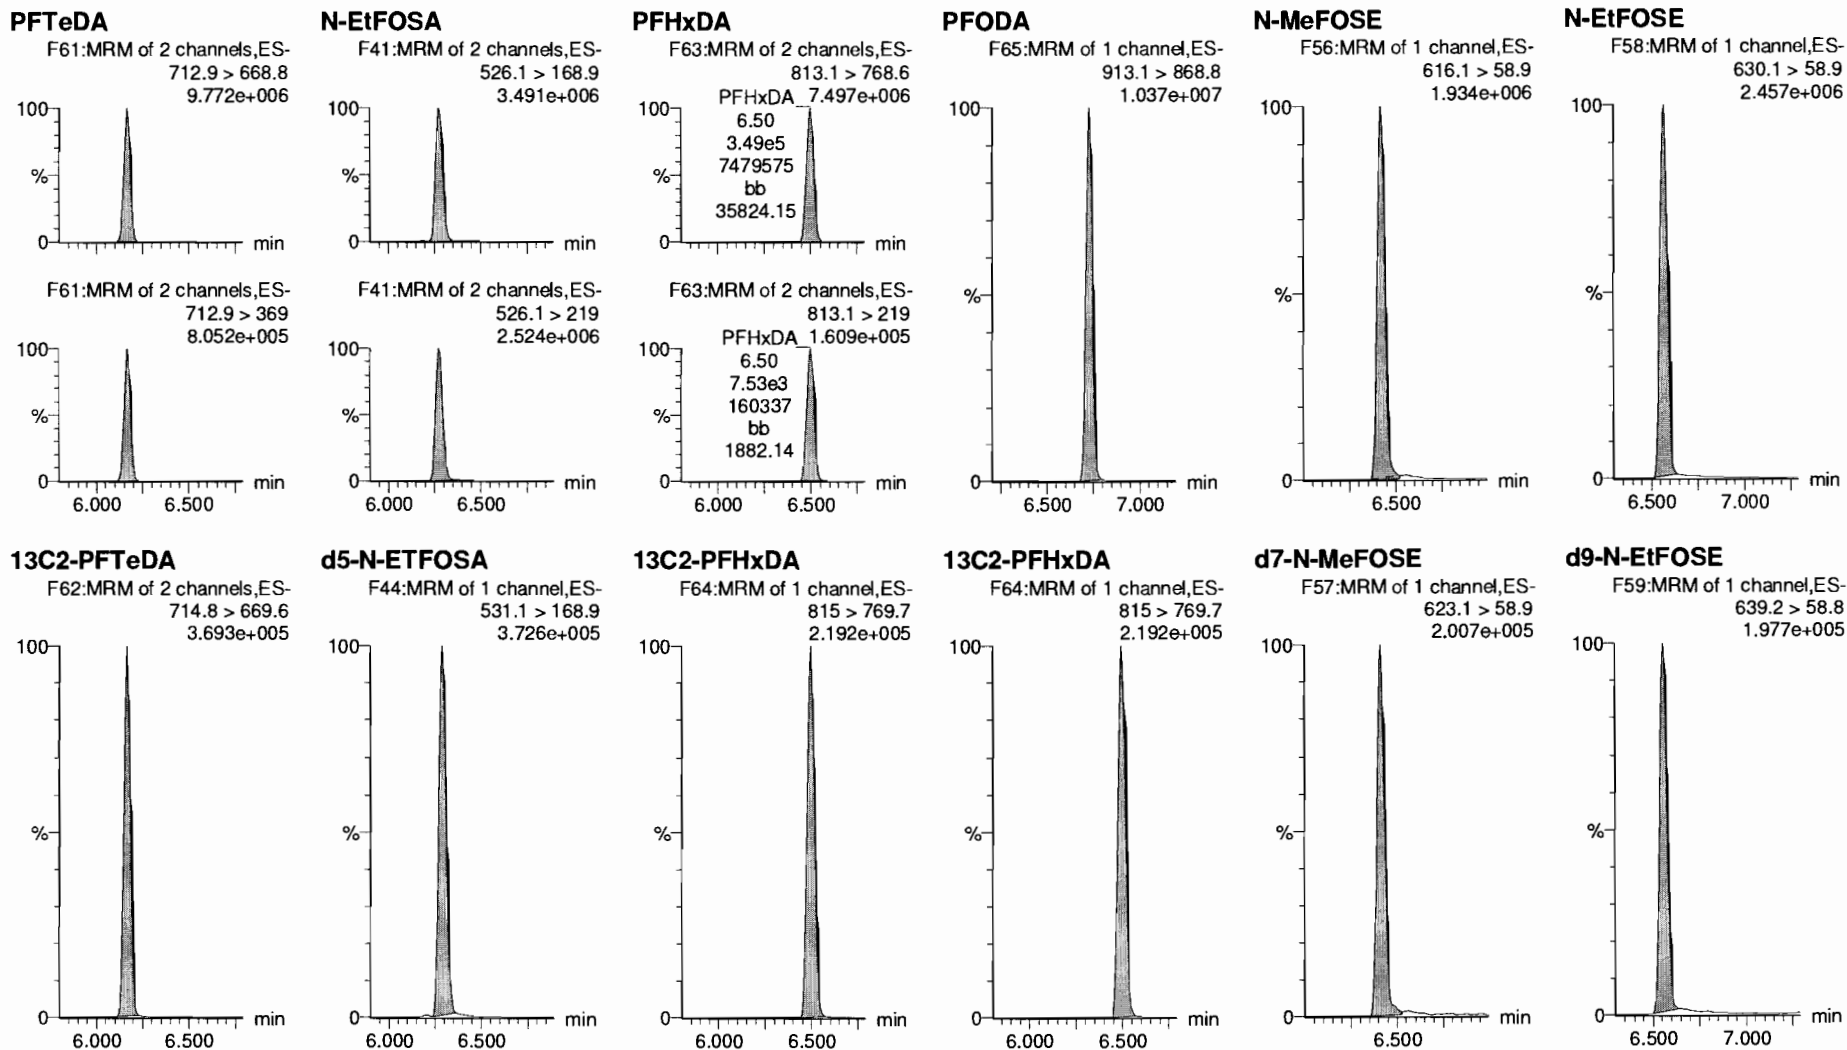 PFTeDA
F61:MRM of 2 channels,ES-
712.9 > 668.8
9.772e+006
100
%
0
min
F61:MRM of 2 channels,ES-
712.9 > 369
8.052e+005
100
%
0
min
6.000 6.500
N-EtFOSA
F41:MRM of 2 channels,ES-
526.1 > 168.9
3.491e+006
100
%
0
min
F41:MRM of 2 channels,ES-
526.1 > 219
2.524e+006
100
%
0
min
6.000 6.500
PFHxDA
F63:MRM of 2 channels,ES-
813.1 > 768.6
PFHxDA 7.497e+006
100
6.50
3.49e5
7479575
%
bb
35824.15
0
min
F63:MRM of 2 channels,ES-
813.1 > 219
PFHxDA 1.609e+005
100
6.50
7.53e3
160337
%
bb
1882.14
0
min
6.000 6.500
PFODA
F65:MRM of 1 channel,ES-
913.1 > 868.8
1.037e+007
100
%
0
min
6.500 7.000
N-MeFOSE
F56:MRM of 1 channel,ES-
616.1 > 58.9
1.934e+006
100
%
0
min
6.500
N-EtFOSE
F58:MRM of 1 channel,ES-
630.1 > 58.9
2.457e+006
100
%
0
min
6.500 7.000
13C2-PFTeDA
F62:MRM of 2 channels,ES-
714.8 > 669.6
3.693e+005
100
%
0
min
6.000 6.500
d5-N-ETFOSA
F44:MRM of 1 channel,ES-
531.1 > 168.9
3.726e+005
100
%
0
min
6.000 6.500
13C2-PFHxDA
F64:MRM of 1 channel,ES-
815 > 769.7
2.192e+005
100
%
0
min
6.000 6.500
13C2-PFHxDA
F64:MRM of 1 channel,ES-
815 > 769.7
2.192e+005
100
%
0
min
6.000 6.500
d7-N-MeFOSE
F57:MRM of 1 channel,ES-
623.1 > 58.9
2.007e+005
100
%
0
min
6.500
d9-N-EtFOSE
F59:MRM of 1 channel,ES-
639.2 > 58.8
1.977e+005
100
%
0
min
6.500 7.000